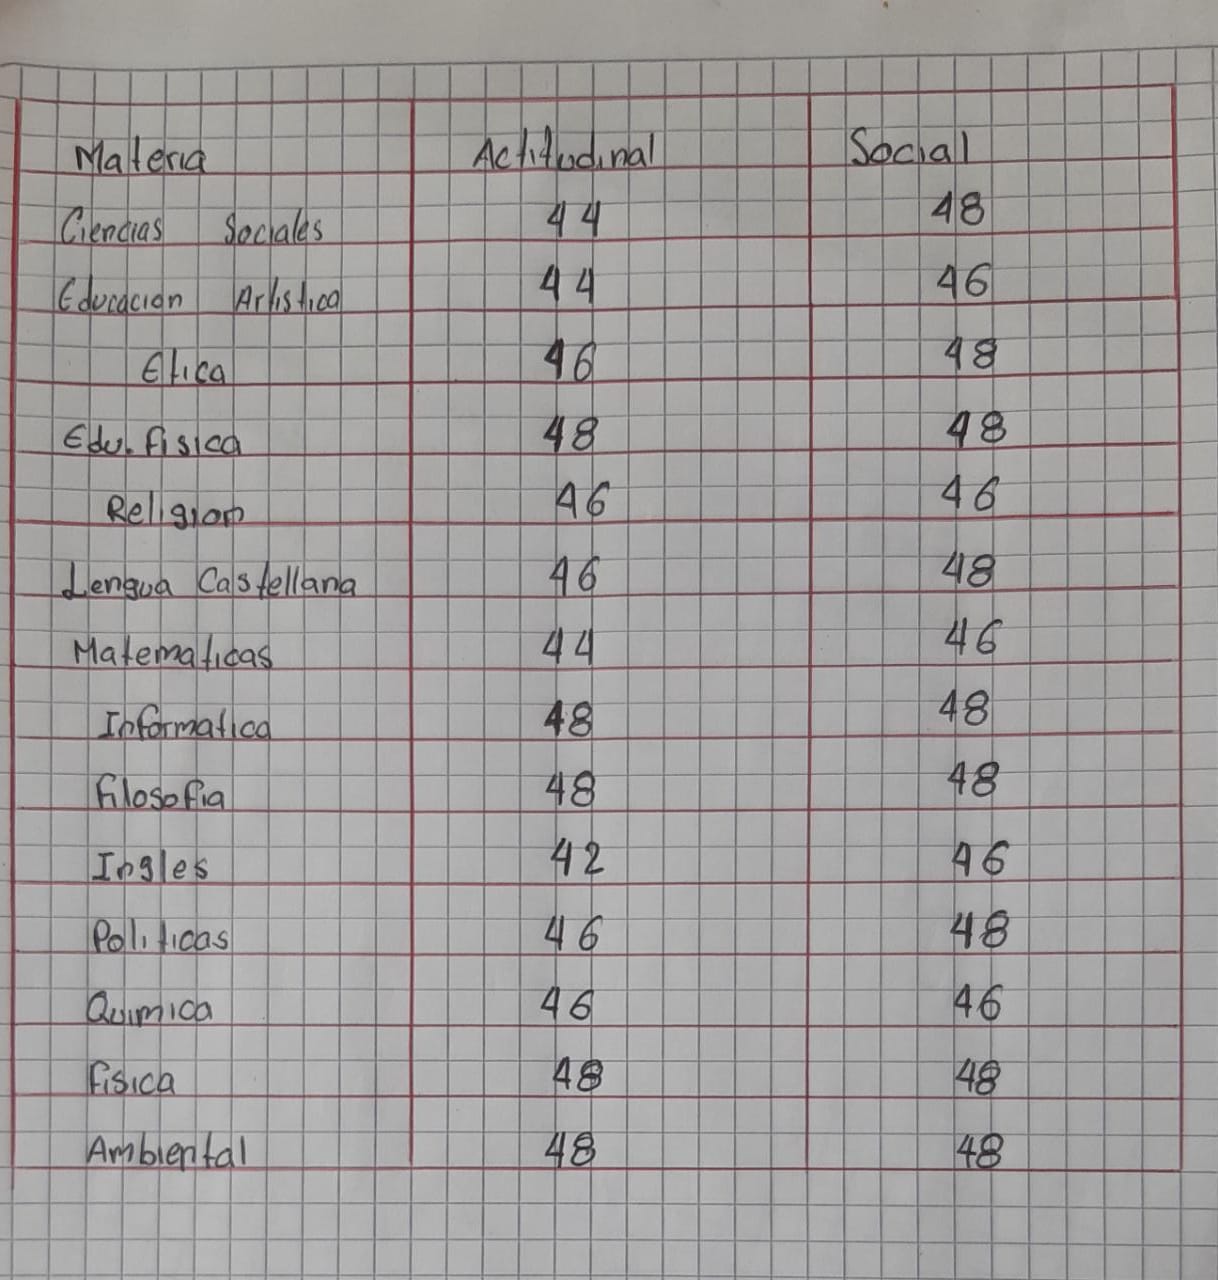 Materia Actitudinal Social
Ciencias Sociales 44 48
Educacion Artistica 44 46
Etica 46 48
Edu. fisica 48 48
Religion 46 46
Lengua Castellana 46 48
Matematicas 44 46
Informatica 48 48
filosofia 48 48
Ingles 42 46
Politicas 46 48
Quimica 46 46
fisica 48 48
Ambiental 48 48